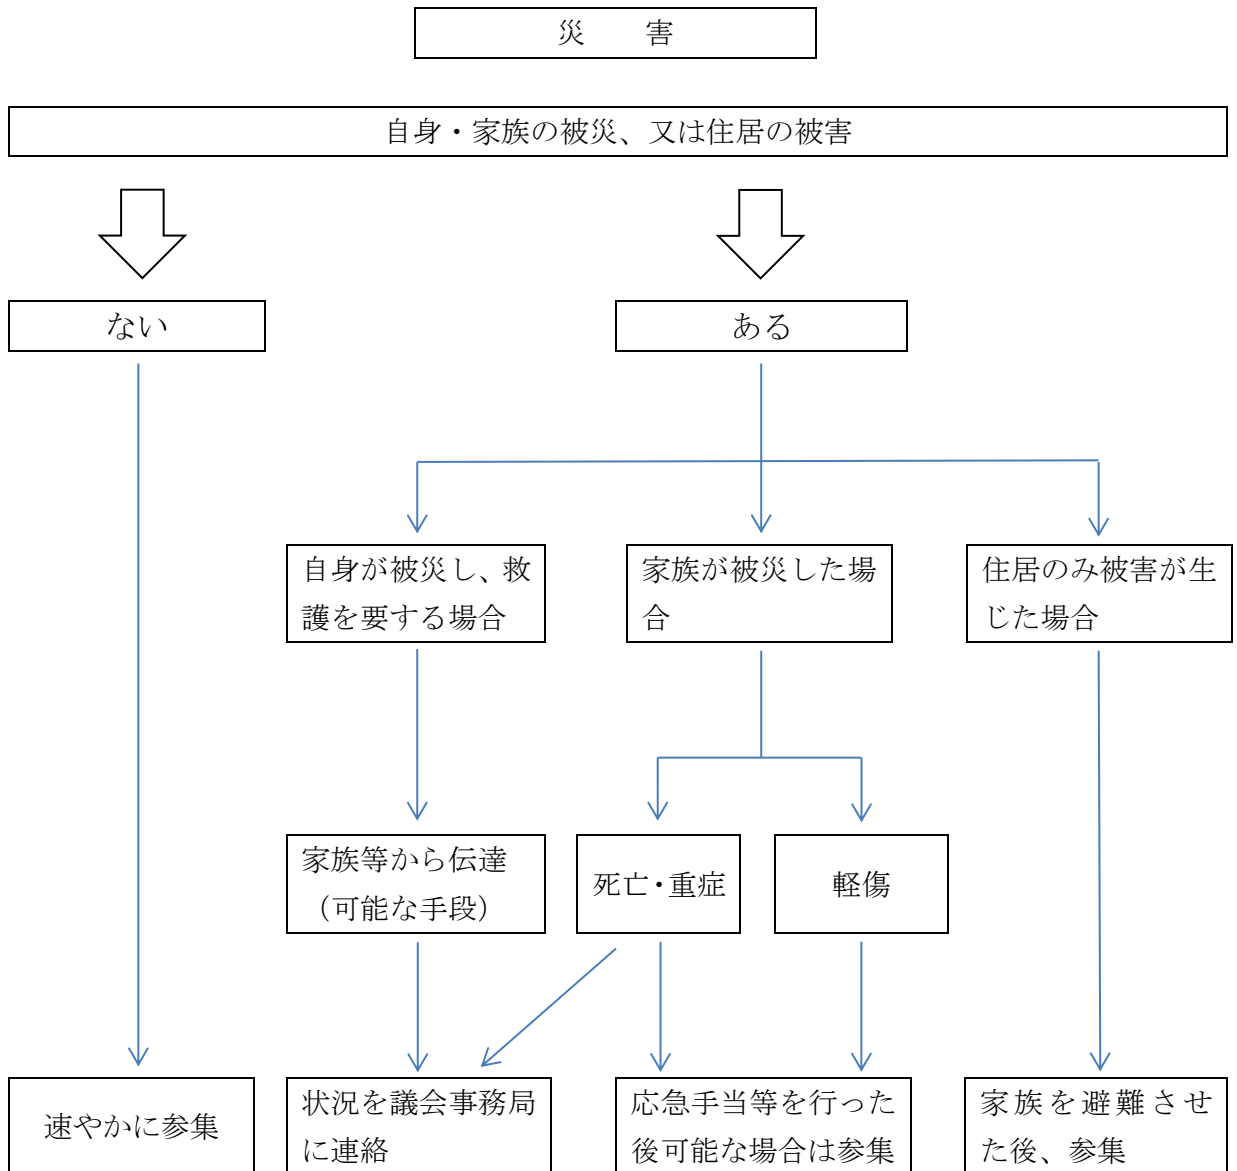 災　　害
自身・家族の被災、又は住居の被害
ない
ある
自身が被災し、救
護を要する場合
家族が被災した場
合
住居のみ被害が生
じた場合
家族等から伝達
（可能な手段）
死亡・重症
軽傷
速やかに参集
状況を議会事務局
に連絡
応急手当等を行った
後可能な場合は参集
家族を避難させ
た後、参集